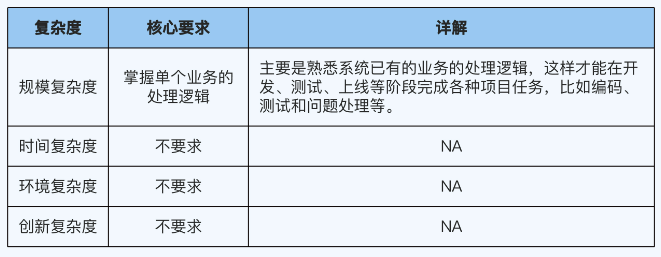 复杂度 核心要求 详解
规模复杂度 掌握单个业务的
处理逻辑
主要是熟悉系统已有的业务的处理逻辑，这样才能在开
发、测试、上线等阶段完成各种项目任务，比如编码、
测试和问题处理等。
时间复杂度 不要求 NA
环境复杂度 不要求 NA
创新复杂度 不要求 NA